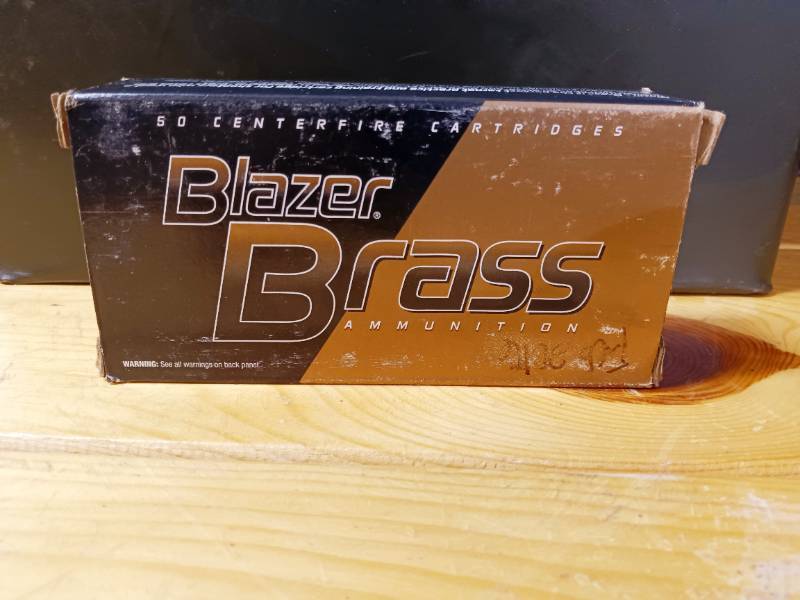 50 CENTERFIRE CARTRIDGES
Blazer®
Brass
AMMUNITION
WARNING: See all warnings on back panel.